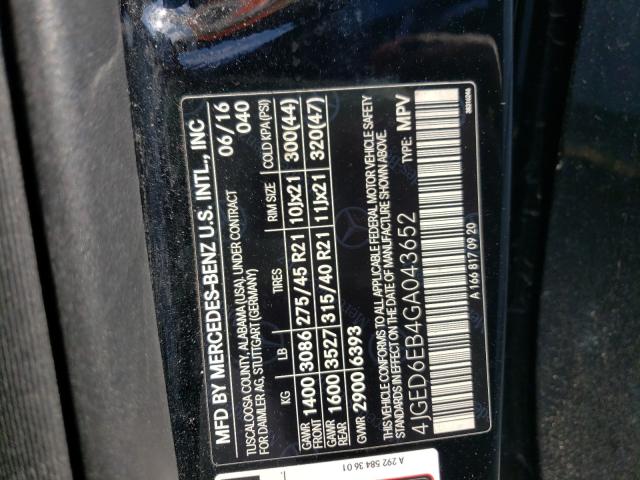 MFD BY MERCEDES-BENZ U.S. INTL., INC
TUSCALOOSA COUNTY, ALABAMA (USA), UNDER CONTRACT 06/16
FOR DAIMLER AG, STUTTGART (GERMANY) 040
KG LB TIRES RIM SIZE COLD KPA (PSI)
GAWR FRONT 1400 3086 275/45 R21 10Jx21 300(44)
GAWR REAR 1600 3527 315/40 R21 11Jx21 320(47)
GVWR 2900 6393
THIS VEHICLE CONFORMS TO ALL APPLICABLE FEDERAL MOTOR VEHICLE SAFETY
STANDARDS IN EFFECT ON THE DATE OF MANUFACTURE SHOWN ABOVE.
4JGED6EB4GA043652 TYPE: MPV
A 166 817 09 20
A 292 584 36 01